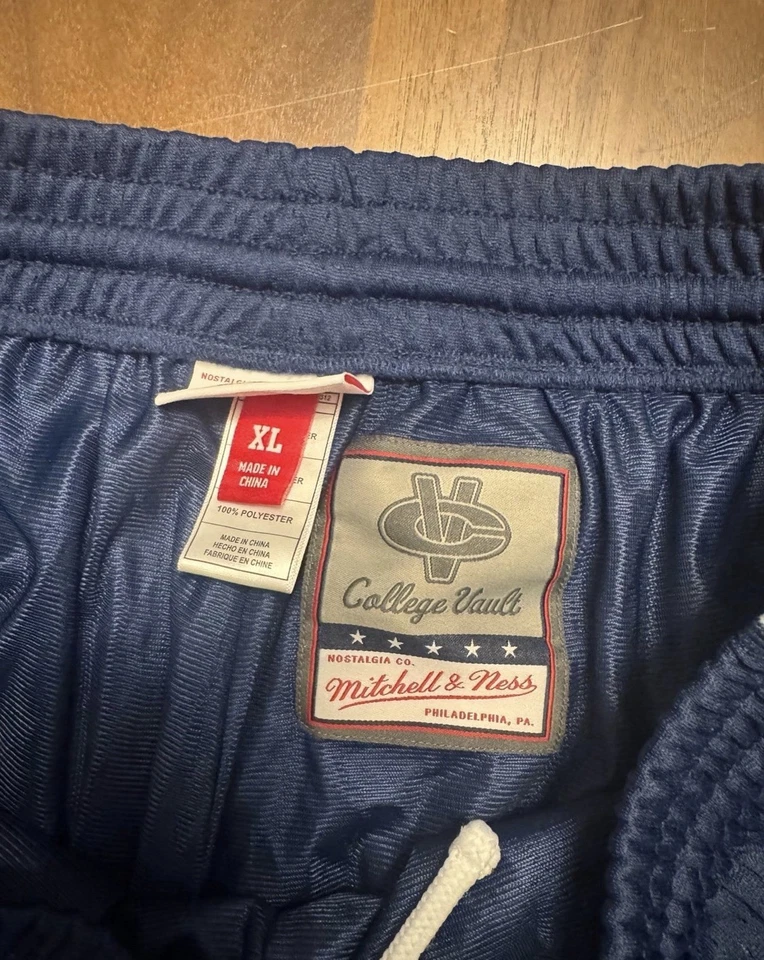 XL
MADE IN
CHINA
100% POLYESTER
MADE IN CHINA
HECHO EN CHINA
FABRIQUE EN CHINE
VC
College Vault
NOSTALGIA CO.
Mitchell & Ness
PHILADELPHIA, PA.